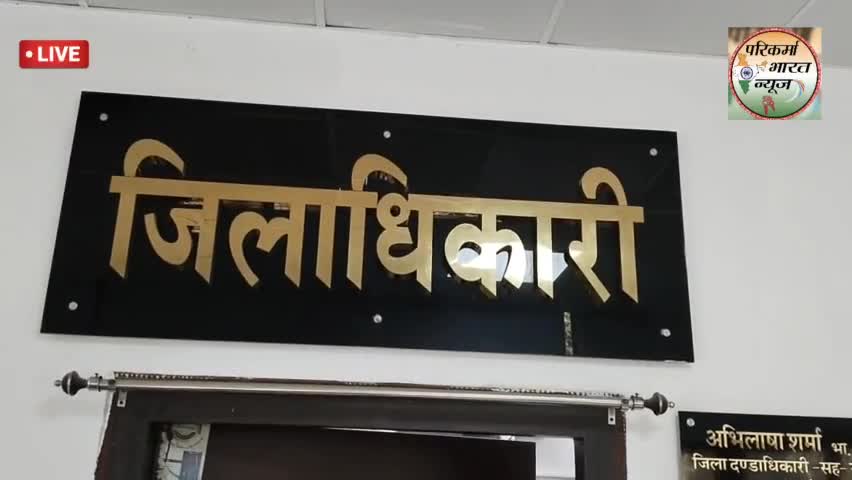 LIVE
परिकर्मा
भारत
न्यूज
जिलाधिकारी
अभिलाषा शर्मा भा.
जिला दण्डाधिकारी -सह-